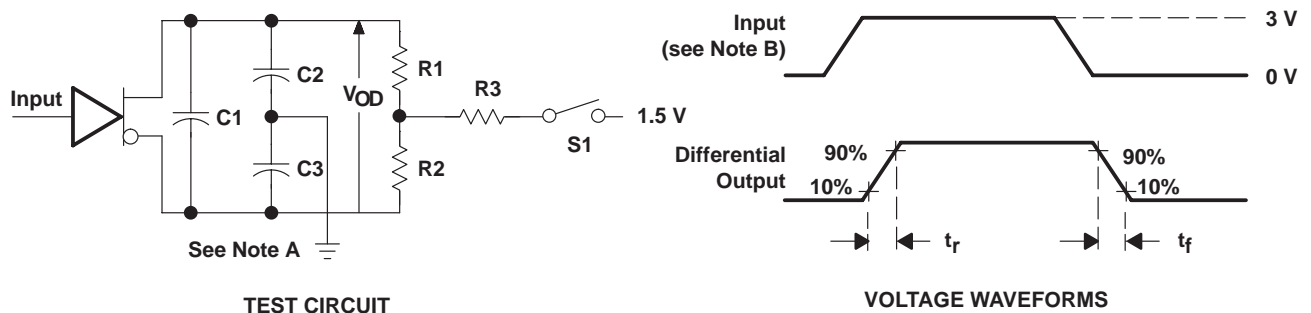 Input
C1
C2
C3
VOD
R1
R2
R3
S1
1.5 V
See Note A
TEST CIRCUIT
Input
(see Note B)
3 V
0 V
Differential
Output
90%
10%
90%
10%
tr
tf
VOLTAGE WAVEFORMS